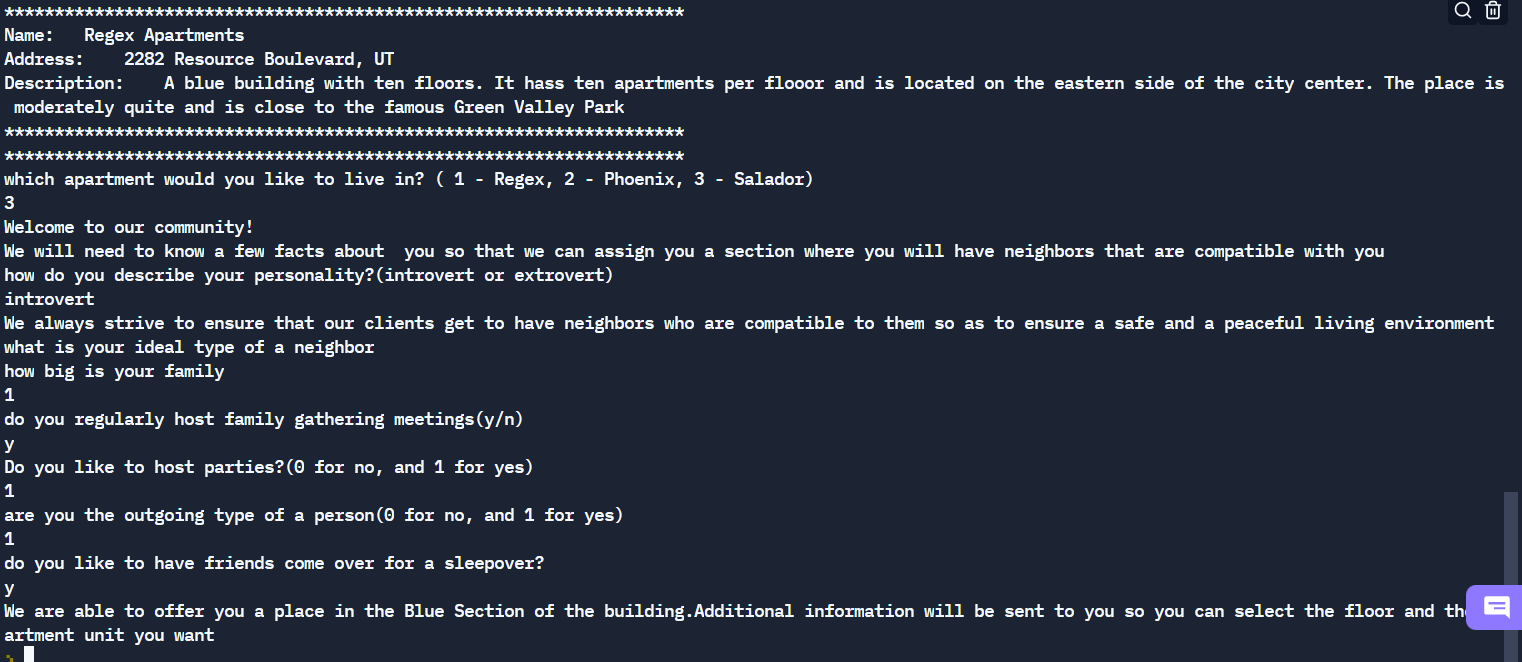 ********************************************************************
Name:   Regex Apartments
Address:    2282 Resource Boulevard, UT
Description:    A blue building with ten floors. It hass ten apartments per flooor and is located on the eastern side of the city center. The place is
 moderately quite and is close to the famous Green Valley Park
********************************************************************
********************************************************************
which apartment would you like to live in? ( 1 - Regex, 2 - Phoenix, 3 - Salador)
3
Welcome to our community!
We will need to know a few facts about  you so that we can assign you a section where you will have neighbors that are compatible with you
how do you describe your personality?(introvert or extrovert)
introvert
We always strive to ensure that our clients get to have neighbors who are compatible to them so as to ensure a safe and a peaceful living environment
what is your ideal type of a neighbor
how big is your family
1
do you regularly host family gathering meetings(y/n)
y
Do you like to host parties?(0 for no, and 1 for yes)
1
are you the outgoing type of a person(0 for no, and 1 for yes)
1
do you like to have friends come over for a sleepover?
y
We are able to offer you a place in the Blue Section of the building.Additional information will be sent to you so you can select the floor and the
artment unit you want